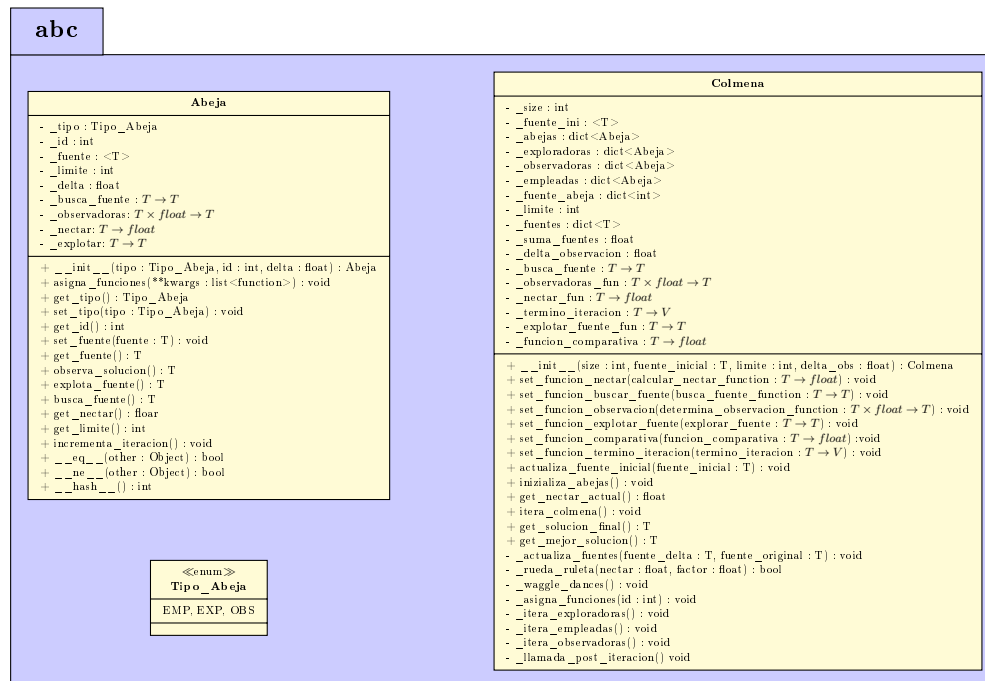 abc
Abeja
- _tipo : Tipo_Abeja
- _id : int
- _fuente : <T>
- _limite : int
- _delta : float
- _busca_fuente : T → T
- _observadoras: T × float → T
- _nectar: T → float
- _explotar: T → T
+ __init__(tipo : Tipo_Abeja, id : int, delta : float) : Abeja
+ asigna_funciones(**kwargs : list<function>) : void
+ get_tipo() : Tipo_Abeja
+ set_tipo(tipo : Tipo_Abeja) : void
+ get_id() : int
+ set_fuente(fuente : T) : void
+ get_fuente() : T
+ observa_solucion() : T
+ explota_fuente() : T
+ busca_fuente() : T
+ get_nectar() : floar
+ get_limite() : int
+ incrementa_iteracion() : void
+ __eq__(other : Object) : bool
+ __ne__(other : Object) : bool
+ __hash__() : int
≪enum≫
Tipo_Abeja
EMP, EXP, OBS
Colmena
- _size : int
- _fuente_ini : <T>
- _abejas : dict<Abeja>
- _exploradoras : dict<Abeja>
- _observadoras : dict<Abeja>
- _empleadas : dict<Abeja>
- _fuente_abeja : dict<int>
- _limite : int
- _fuentes : dict<T>
- _suma_fuentes : float
- _delta_observacion : float
- _busca_fuente : T → T
- _observadoras_fun : T × float → T
- _nectar_fun : T → float
- _termino_iteracion : T → V
- _explotar_fuente_fun : T → T
- _funcion_comparativa : T → float
+ __init__(size : int, fuente_inicial : T, limite : int, delta_obs : float) : Colmena
+ set_funcion_nectar(calcular_nectar_function : T → float) : void
+ set_funcion_buscar_fuente(busca_fuente_function : T → T) : void
+ set_funcion_observacion(determina_observacion_function : T × float → T) : void
+ set_funcion_explotar_fuente(explorar_fuente : T → T) : void
+ set_funcion_comparativa(funcion_comparativa : T → float) :void
+ set_funcion_termino_iteracion(termino_iteracion : T → V) : void
+ actualiza_fuente_inicial(fuente_inicial : T) : void
+ inizializa_abejas() : void
+ get_nectar_actual() : float
+ itera_colmena() : void
+ get_solucion_final() : T
+ get_mejor_solucion() : T
- _actualiza_fuentes(fuente_delta : T, fuente_original : T) : void
- _rueda_ruleta(nectar : float, factor : float) : bool
- _waggle_dances() : void
- _asigna_funciones(id : int) : void
- _itera_exploradoras() : void
- _itera_empleadas() : void
- _itera_observadoras() : void
- _llamada_post_iteracion() void